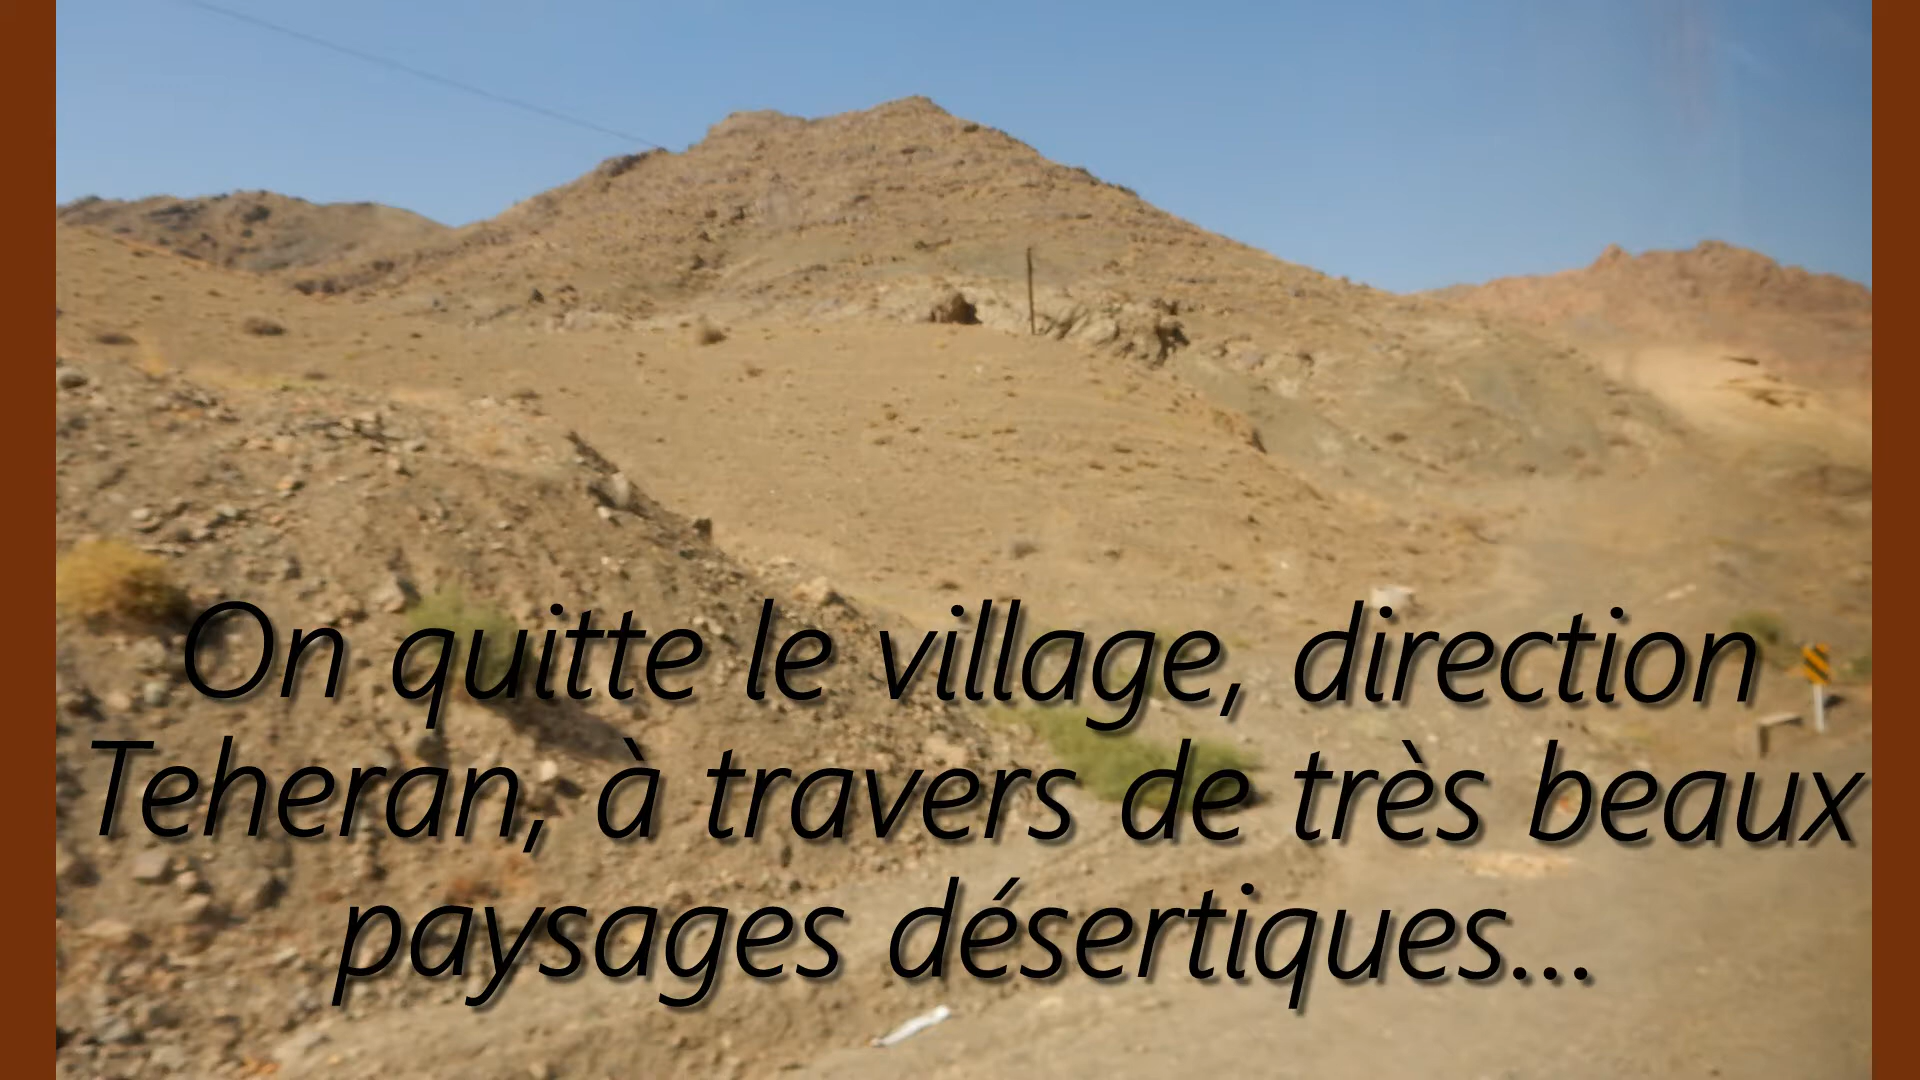 On quitte le village, direction
Teheran, à travers de très beaux
paysages désertiques...